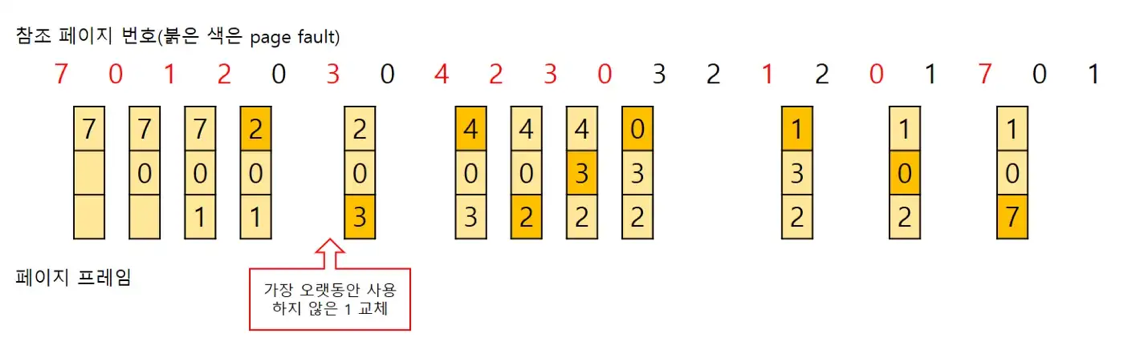 참조 페이지 번호(붉은 색은 page fault)
7 0 1 2 0 3 0 4 2 3 0 3 2 1 2 0 1 7 0 1
7 7 7 2 2 4 4 4 0 1 1 1
0 0 0 0 0 0 3 3 3 0 0
1 1 3 3 2 2 2 2 2 7
페이지 프레임
가장 오랫동안 사용
하지 않은 1 교체